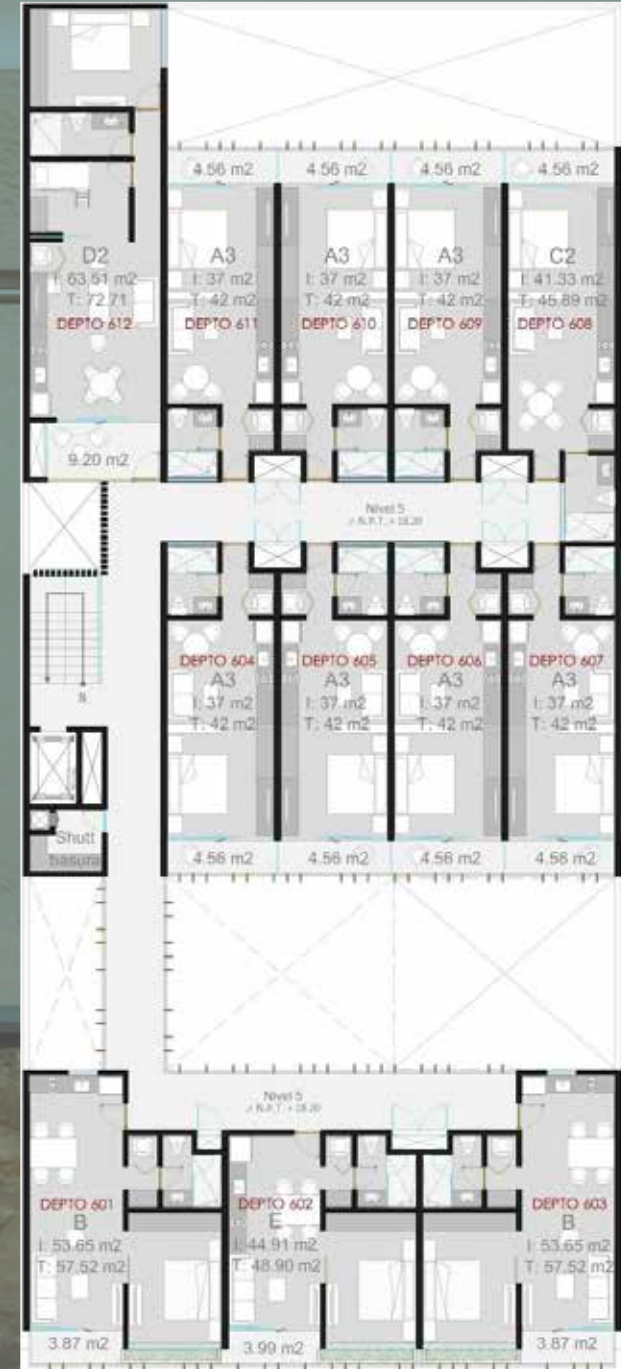 4.56 m2
4.56 m2
4.56 m2
4.56 m2
D2
I: 63.51 m2
T: 72.71
DEPTO 612
A3
I: 37 m2
T: 42 m2
DEPTO 611
A3
I: 37 m2
T: 42 m2
DEPTO 610
A3
I: 37 m2
T: 42 m2
DEPTO 609
C2
I: 41.33 m2
T: 45.89 m2
DEPTO 608
9.20 m2
Nivel 5
N.P.T. + 18.20
S
DEPTO 604
A3
I: 37 m2
T: 42 m2
DEPTO 605
A3
I: 37 m2
T: 42 m2
DEPTO 606
A3
I: 37 m2
T: 42 m2
DEPTO 607
A3
I: 37 m2
T: 42 m2
Shutt
basura
4.56 m2
4.56 m2
4.56 m2
4.56 m2
Nivel 5
N.P.T. + 18.20
DEPTO 601
B
I: 53.65 m2
T: 57.52 m2
DEPTO 602
E
I: 44.91 m2
T: 48.90 m2
DEPTO 603
B
I: 53.65 m2
T: 57.52 m2
3.87 m2
3.99 m2
3.87 m2